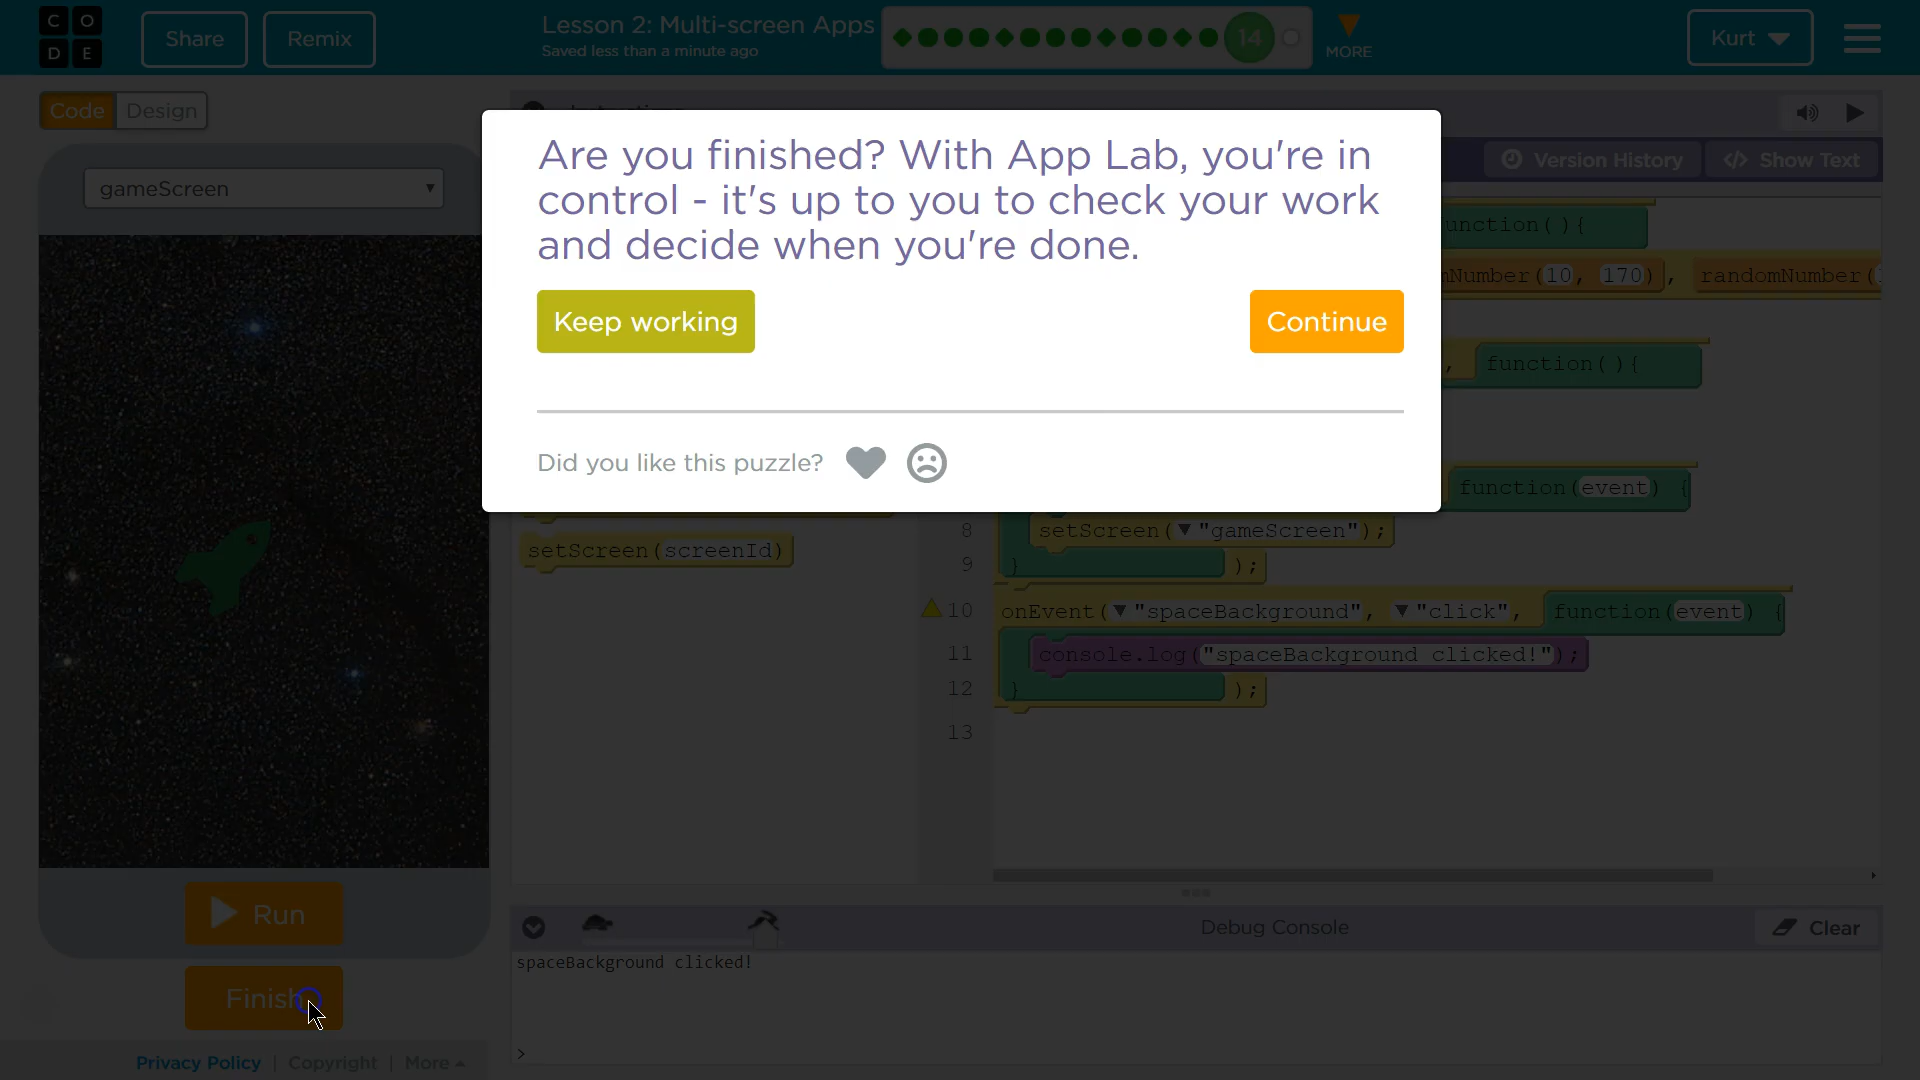 CODE
Share
Remix
Lesson 2: Multi-screen Apps
Saved less than a minute ago
14
MORE
Kurt
Code
Design
gameScreen
Version History
Show Text
Are you finished? With App Lab, you're in
control - it's up to you to check your work
and decide when you're done.
Keep working
Continue
Did you like this puzzle?
unction( ){
Number(10, 170), randomNumber(
, function( ){
function(event) {
setScreen(screenId)
8 setScreen(▼"gameScreen");
9 } );
10 onEvent(▼"spaceBackground", ▼"click", function(event) {
11 console.log("spaceBackground clicked!");
12 } );
13
Run
Finish
Debug Console
Clear
spaceBackground clicked!
>
Privacy Policy | Copyright | More